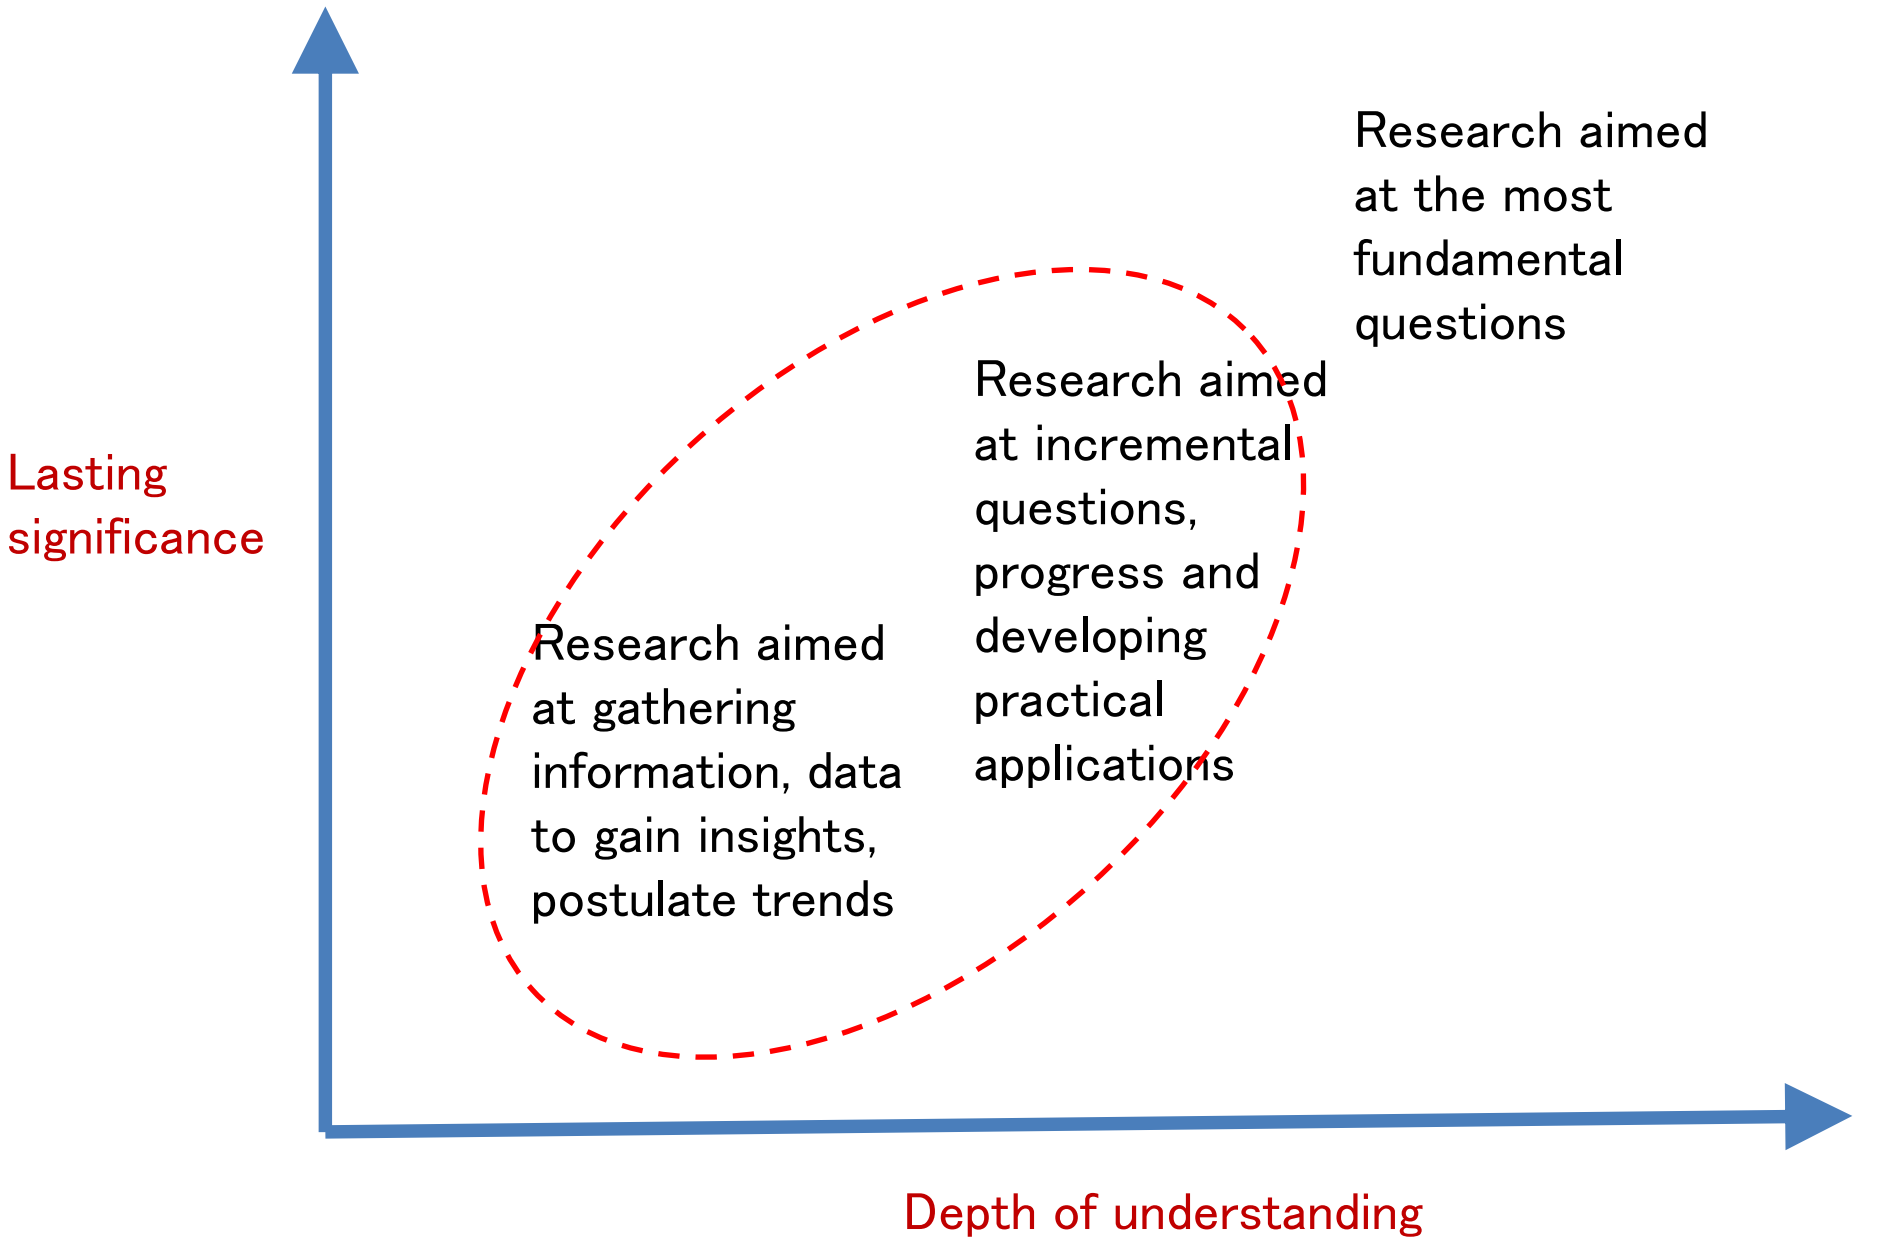 Research aimed
at the most
fundamental
questions
Research aimed
at incremental
questions,
progress and
developing
practical
applications
Lasting
significance
Research aimed
at gathering
information, data
to gain insights,
postulate trends
Depth of understanding